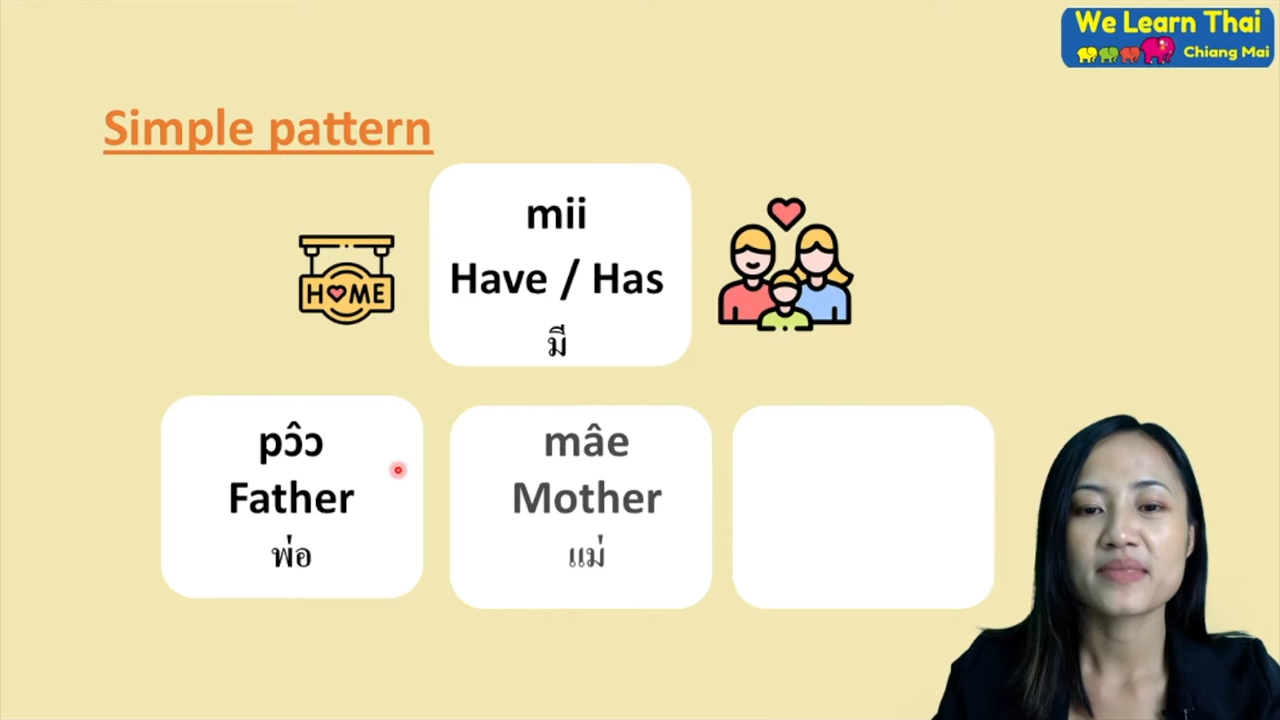 We Learn Thai
Chiang Mai
Simple pattern
mii
Have / Has
มี
HOME
pɔ̂ɔ
Father
พ่อ
mâe
Mother
แม่